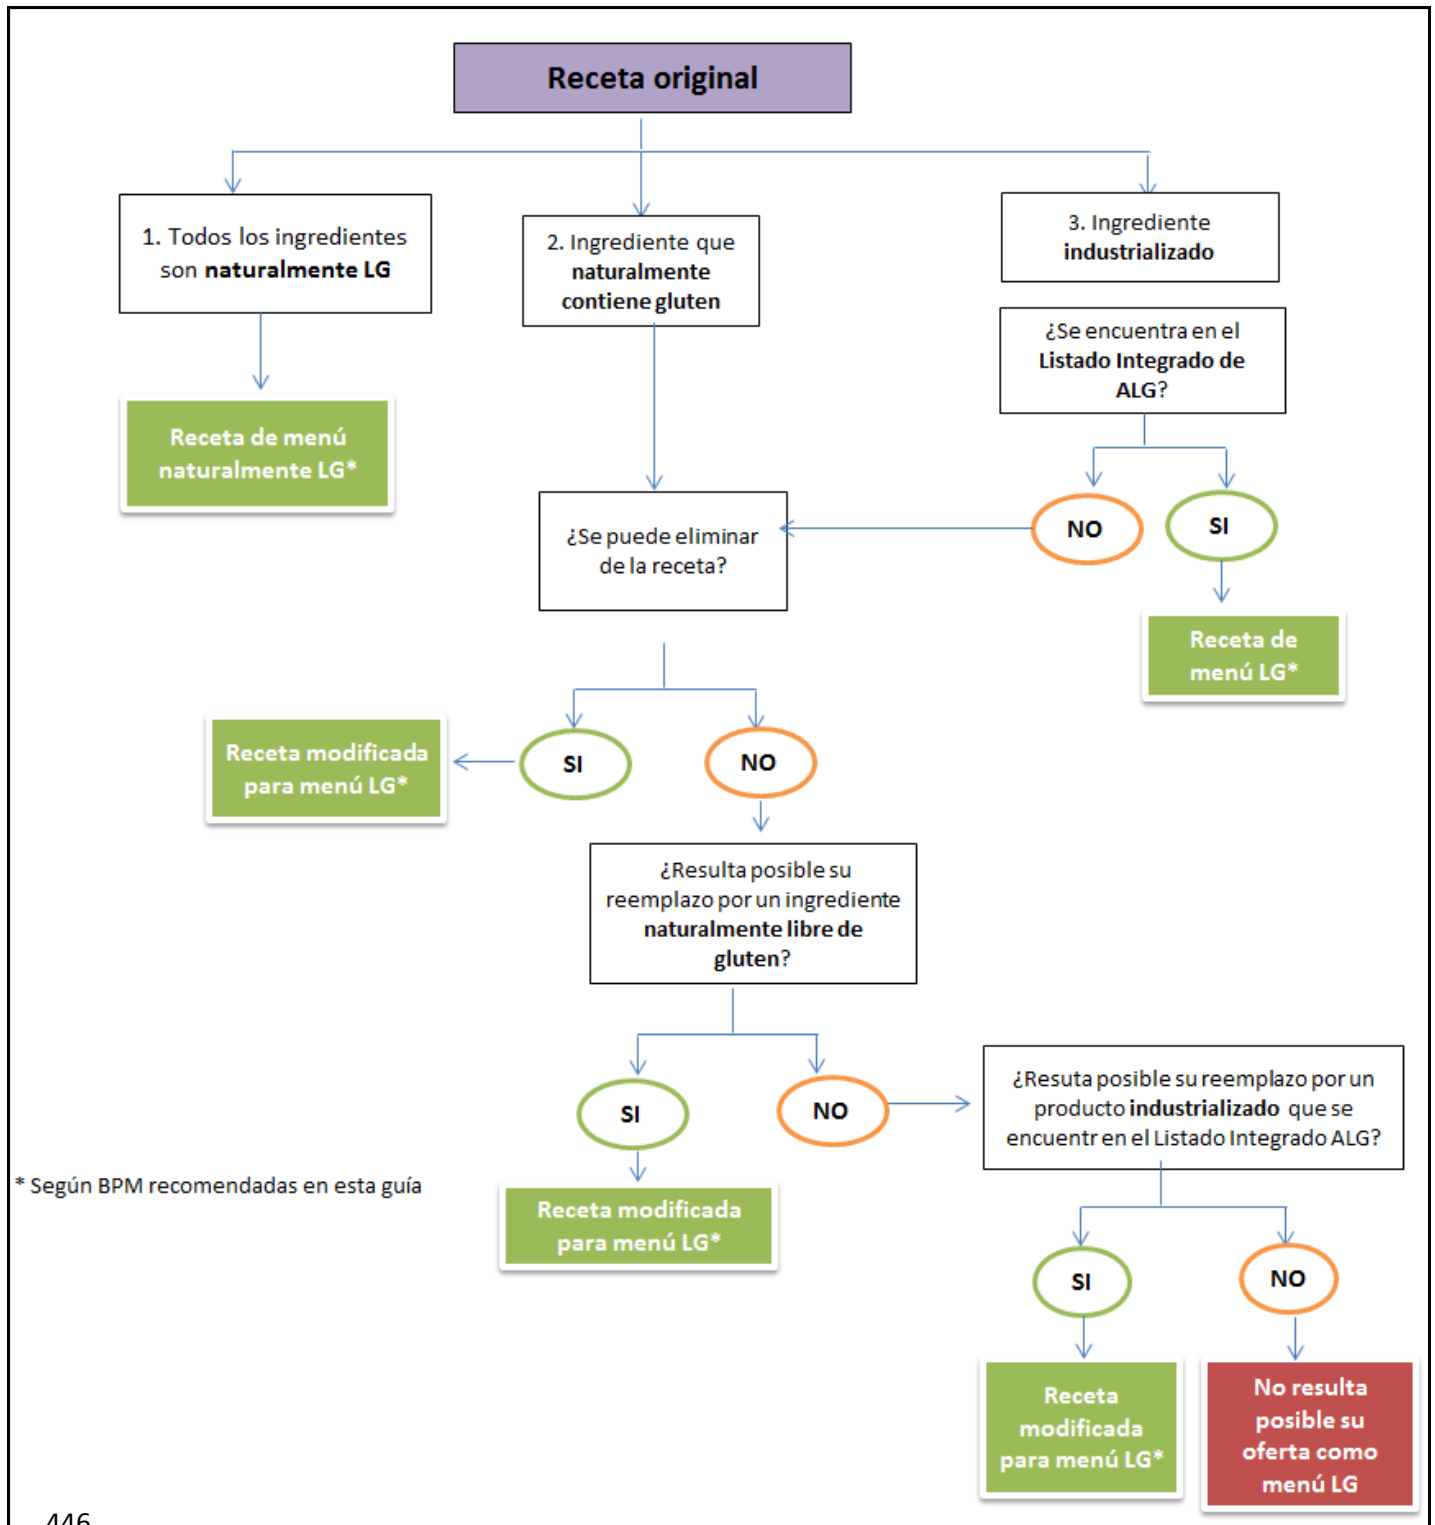 Receta original
1. Todos los ingredientes
son naturalmente LG
2. Ingrediente que
naturalmente
contiene gluten
3. Ingrediente
industrializado
¿Se encuentra en el
Listado Integrado de
ALG?
Receta de menú
naturalmente LG*
NO
SI
¿Se puede eliminar
de la receta?
Receta de
menú LG*
Receta modificada
para menú LG*
SI
NO
¿Resulta posible su
reemplazo por un ingrediente
naturalmente libre de
gluten?
SI
NO
¿Resuta posible su reemplazo por un
producto industrializado que se
encuentr en el Listado Integrado ALG?
* Según BPM recomendadas en esta guía
Receta modificada
para menú LG*
SI
NO
Receta
modificada
para menú LG*
No resulta
posible su
oferta como
menú LG
446